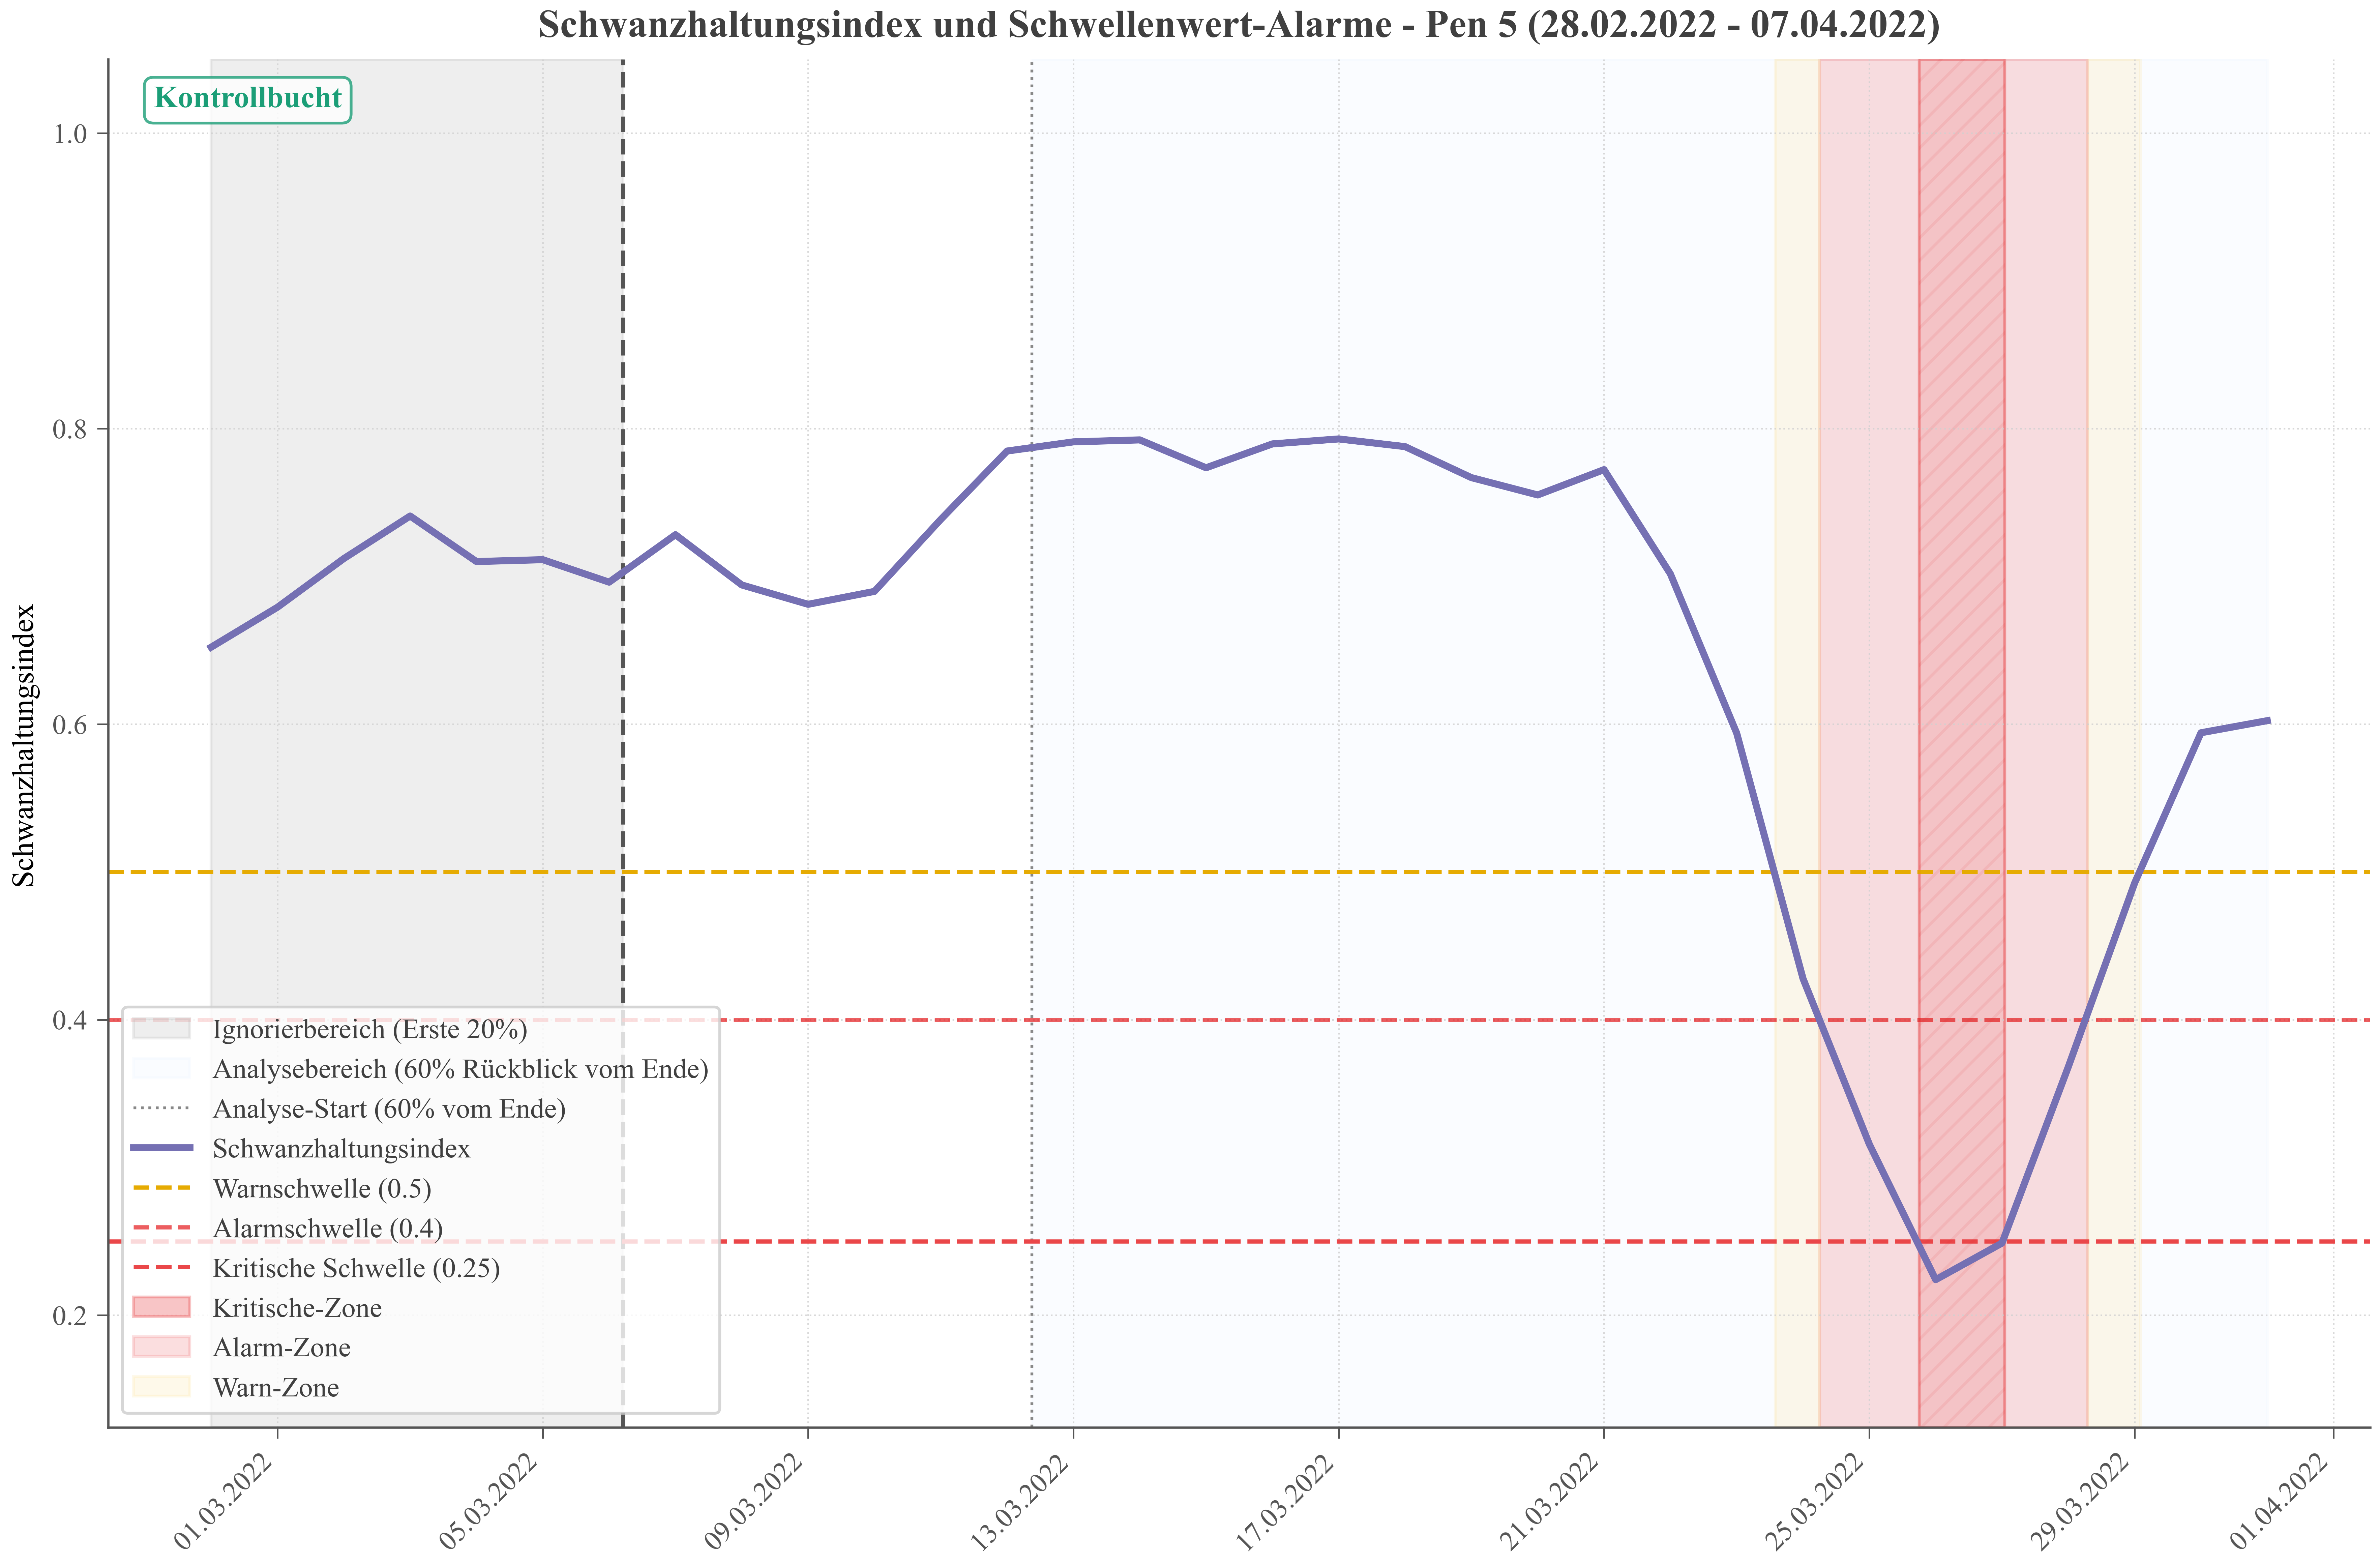 Schwanzhaltungsindex und Schwellenwert-Alarme - Pen 5 (28.02.2022 - 07.04.2022)
Kontrollbucht
Schwanzhaltungsindex
1.0
0.8
0.6
0.4
0.2
Ignorierbereich (Erste 20%)
Analysebereich (60% Rückblick vom Ende)
Analyse-Start (60% vom Ende)
Schwanzhaltungsindex
Warnschwelle (0.5)
Alarmschwelle (0.4)
Kritische Schwelle (0.25)
Kritische-Zone
Alarm-Zone
Warn-Zone
01.03.2022
05.03.2022
09.03.2022
13.03.2022
17.03.2022
21.03.2022
25.03.2022
29.03.2022
01.04.2022